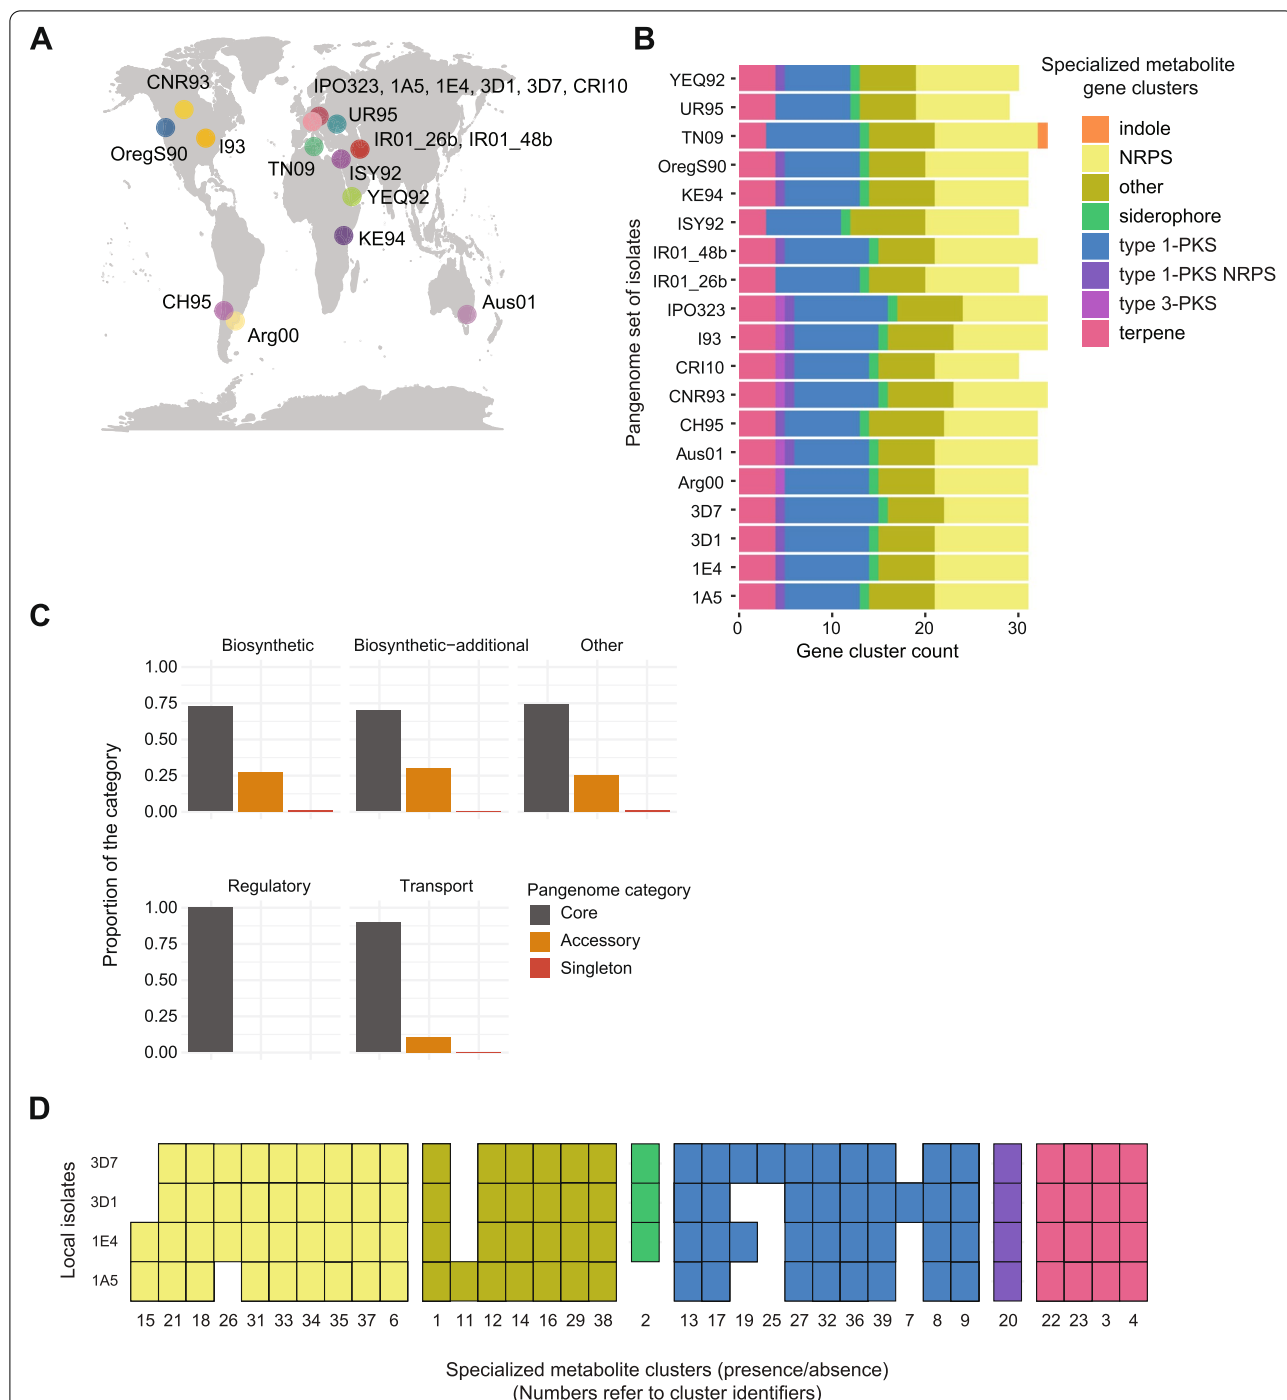 A
CNR93
IPO323, 1A5, 1E4, 3D1, 3D7, CRI10
UR95
OregS90
I93
IR01_26b, IR01_48b
TN09
ISY92
YEQ92
KE94
CH95
Aus01
Arg00
B
Pangenome set of isolates
YEQ92
UR95
TN09
OregS90
KE94
ISY92
IR01_48b
IR01_26b
IPO323
I93
CRI10
CNR93
CH95
Aus01
Arg00
3D7
3D1
1E4
1A5
0 10 20 30
Gene cluster count
Specialized metabolite
gene clusters
indole
NRPS
other
siderophore
type 1-PKS
type 1-PKS NRPS
type 3-PKS
terpene
C
Proportion of the category
Biosynthetic Biosynthetic−additional Other
1.00
0.75
0.50
0.25
0.00
Regulatory Transport
1.00
0.75
0.50
0.25
0.00
Pangenome category
Core
Accessory
Singleton
D
Local isolates
3D7
3D1
1E4
1A5
15 21 18 26 31 33 34 35 37 6 1 11 12 14 16 29 38 2 13 17 19 25 27 32 36 39 7 8 9 20 22 23 3 4
Specialized metabolite clusters (presence/absence)
(Numbers refer to cluster identifiers)